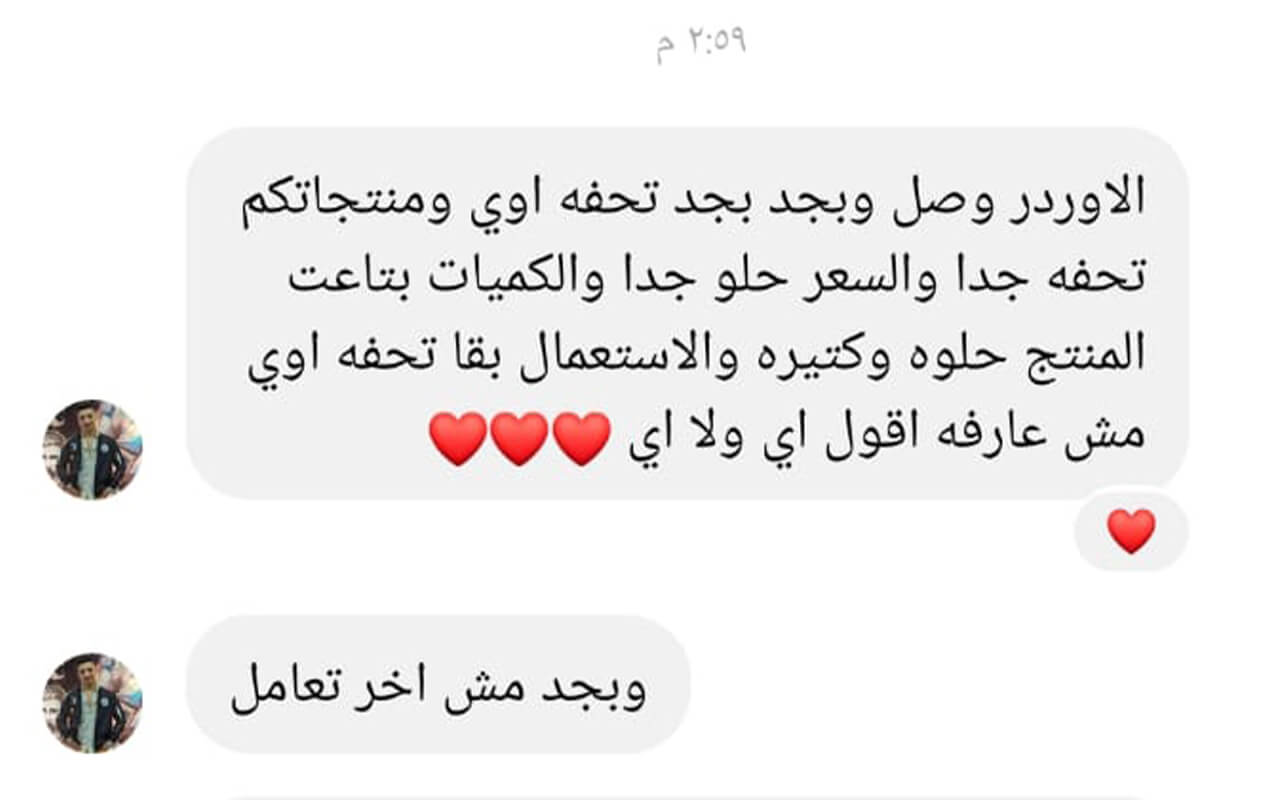 ٢:٥٩ م
الاوردر وصل وبجد بجد تحفه اوي ومنتجاتكم
تحفه جدا والسعر حلو جدا والكميات بتاعت
المنتج حلوه وكتيره والاستعمال بقا تحفه اوي
مش عارفه اقول اي ولا اي ❤️❤️❤️
❤️
وبجد مش اخر تعامل